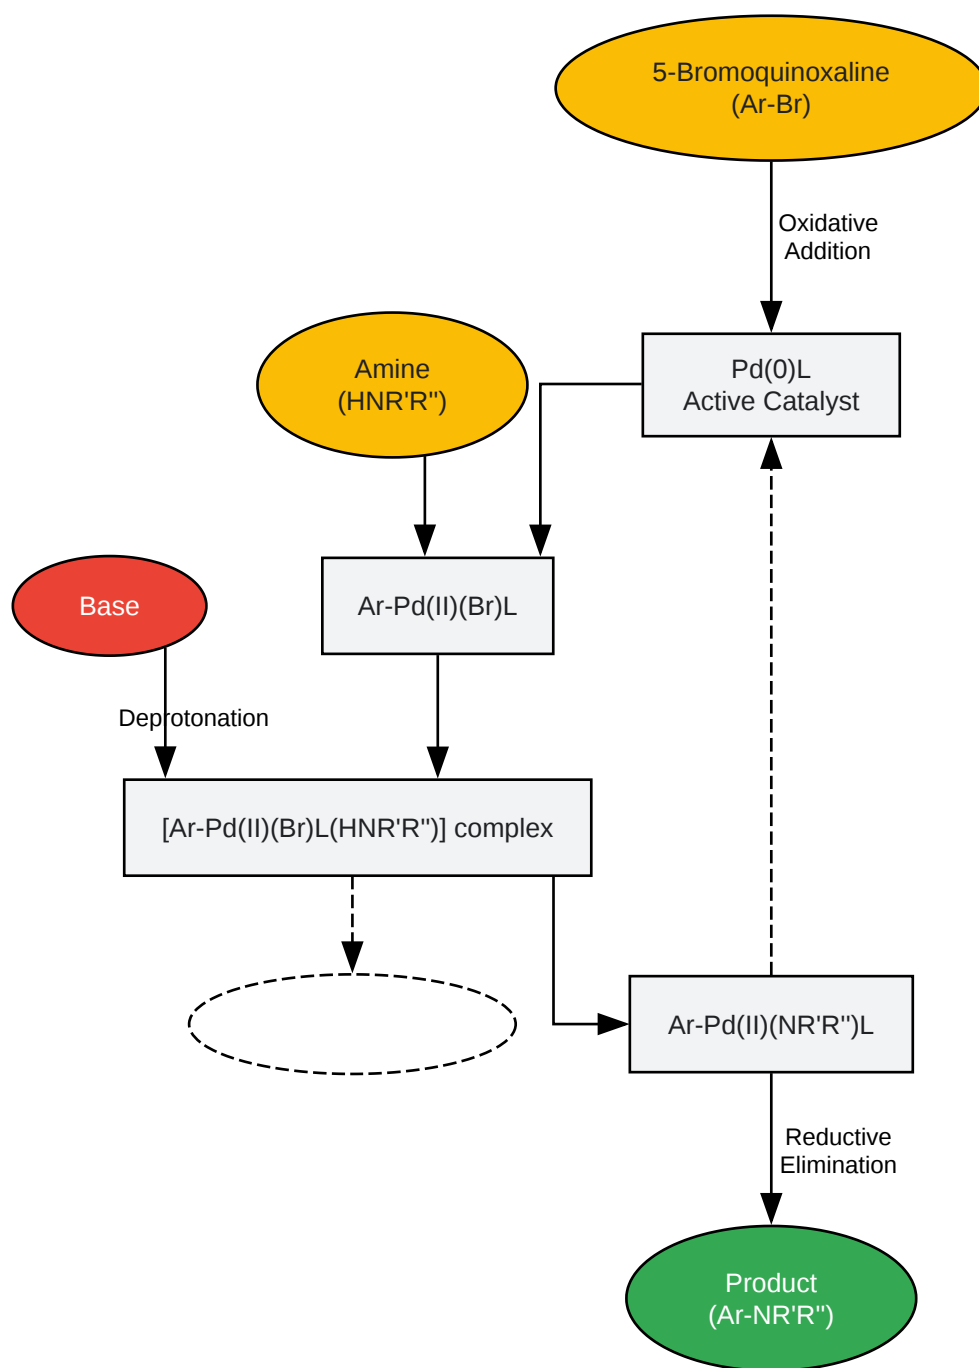 5-Bromoquinoxaline
(Ar-Br)
Oxidative
Addition
Amine
(HNR'R'')
Pd(0)L
Active Catalyst
Base
Ar-Pd(II)(Br)L
Deprotonation
[Ar-Pd(II)(Br)L(HNR'R'')] complex
Ar-Pd(II)(NR'R'')L
Reductive
Elimination
Product
(Ar-NR'R'')